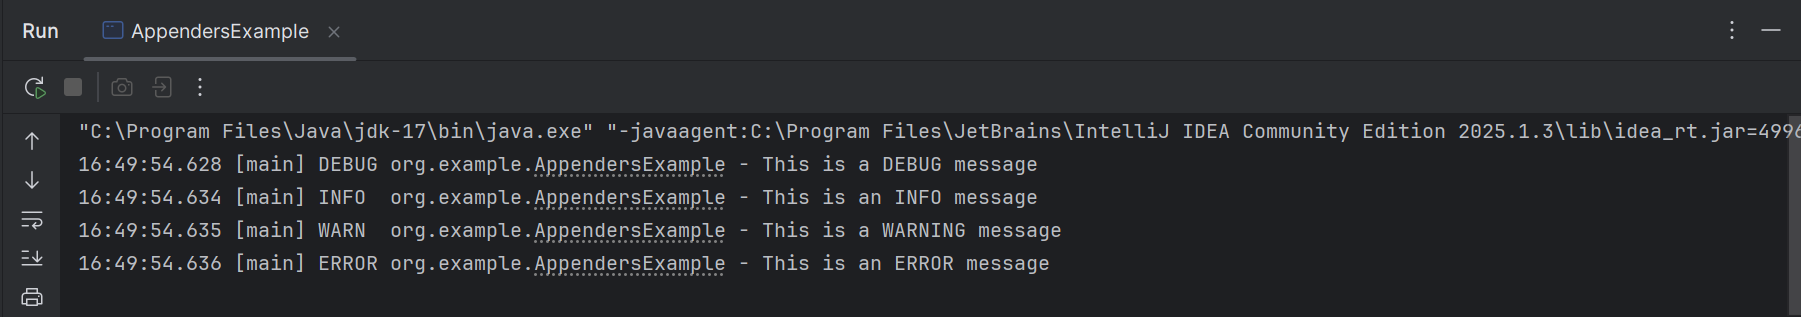 Run AppendersExample
"C:\Program Files\Java\jdk-17\bin\java.exe" "-javaagent:C:\Program Files\JetBrains\IntelliJ IDEA Community Edition 2025.1.3\lib\idea_rt.jar=4996
16:49:54.628 [main] DEBUG org.example.AppendersExample - This is a DEBUG message
16:49:54.634 [main] INFO  org.example.AppendersExample - This is an INFO message
16:49:54.635 [main] WARN  org.example.AppendersExample - This is a WARNING message
16:49:54.636 [main] ERROR org.example.AppendersExample - This is an ERROR message